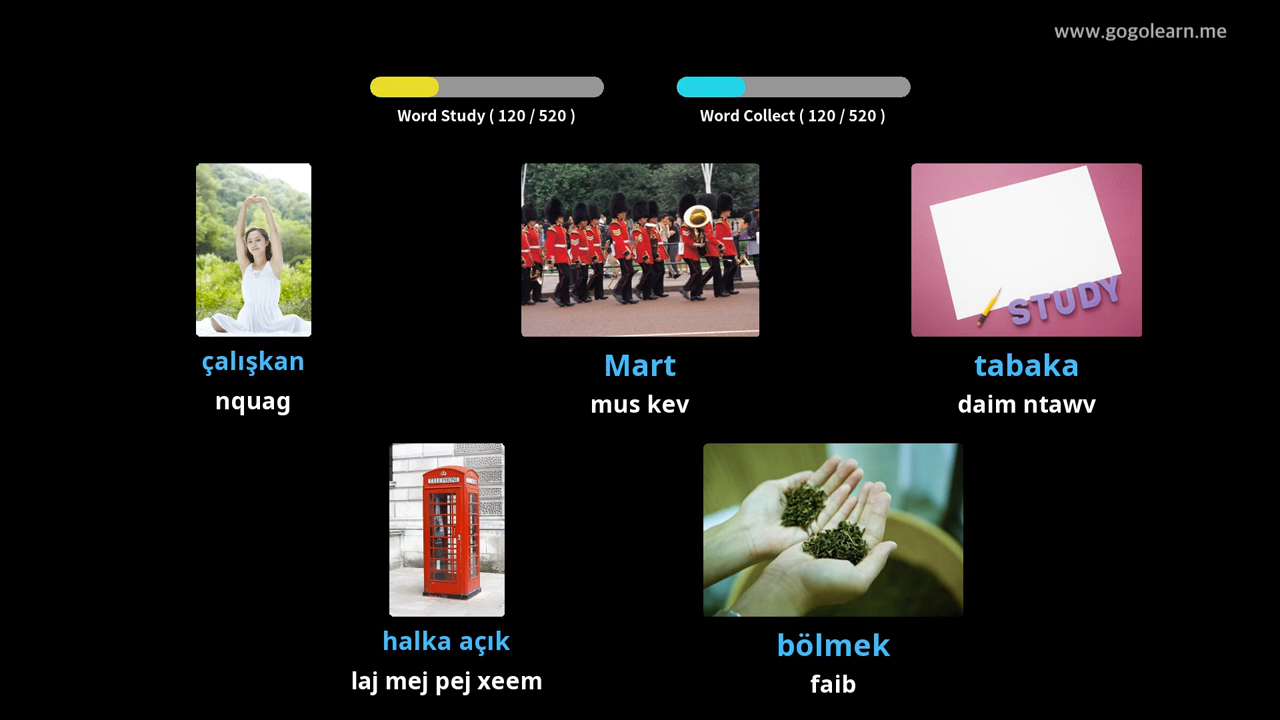 www.gogolearn.me
Word Study ( 120 / 520 )
Word Collect ( 120 / 520 )
STUDY
çalışkan
nquag
Mart
mus kev
tabaka
daim ntawv
TELEPHONE
halka açık
laj mej pej xeem
bölmek
faib